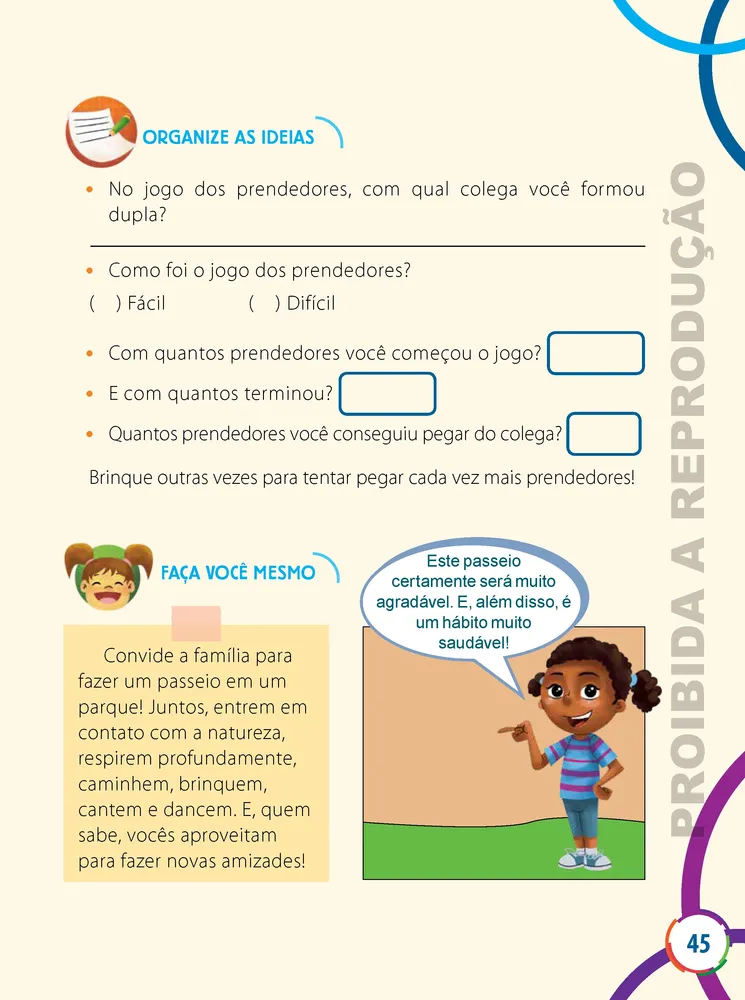 ORGANIZE AS IDEIAS
• No jogo dos prendedores, com qual colega você formou
dupla?
• Como foi o jogo dos prendedores?
( ) Fácil ( ) Difícil
• Com quantos prendedores você começou o jogo?
• E com quantos terminou?
• Quantos prendedores você conseguiu pegar do colega?
Brinque outras vezes para tentar pegar cada vez mais prendedores!
FAÇA VOCÊ MESMO
Convide a família para
fazer um passeio em um
parque! Juntos, entrem em
contato com a natureza,
respirem profundamente,
caminhem, brinquem,
cantem e dancem. E, quem
sabe, vocês aproveitam
para fazer novas amizades!
Este passeio
certamente será muito
agradável. E, além disso, é
um hábito muito
saudável!
PROIBIDA A REPRODUÇÃO
45